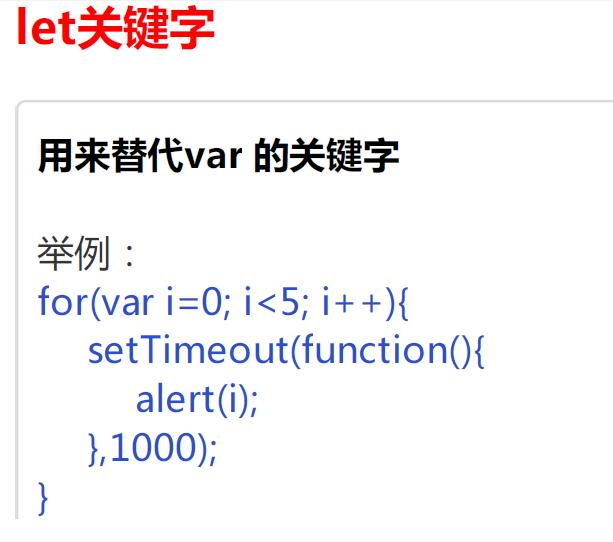 let关键字
用来替代var 的关键字
举例：
for(var i=0; i<5; i++){
setTimeout(function(){
alert(i);
},1000);
}